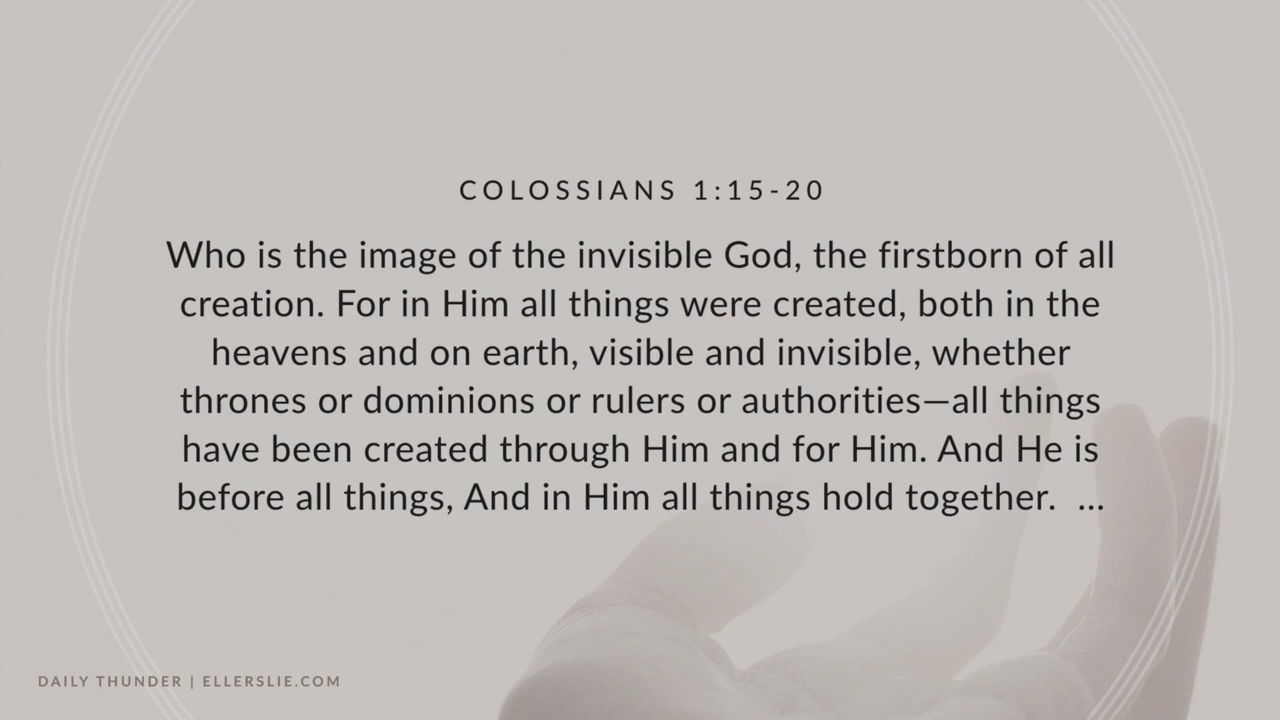 COLOSSIANS 1:15-20
Who is the image of the invisible God, the firstborn of all
creation. For in Him all things were created, both in the
heavens and on earth, visible and invisible, whether
thrones or dominions or rulers or authorities—all things
have been created through Him and for Him. And He is
before all things, And in Him all things hold together.  ...
DAILY THUNDER | ELLERSLIE.COM